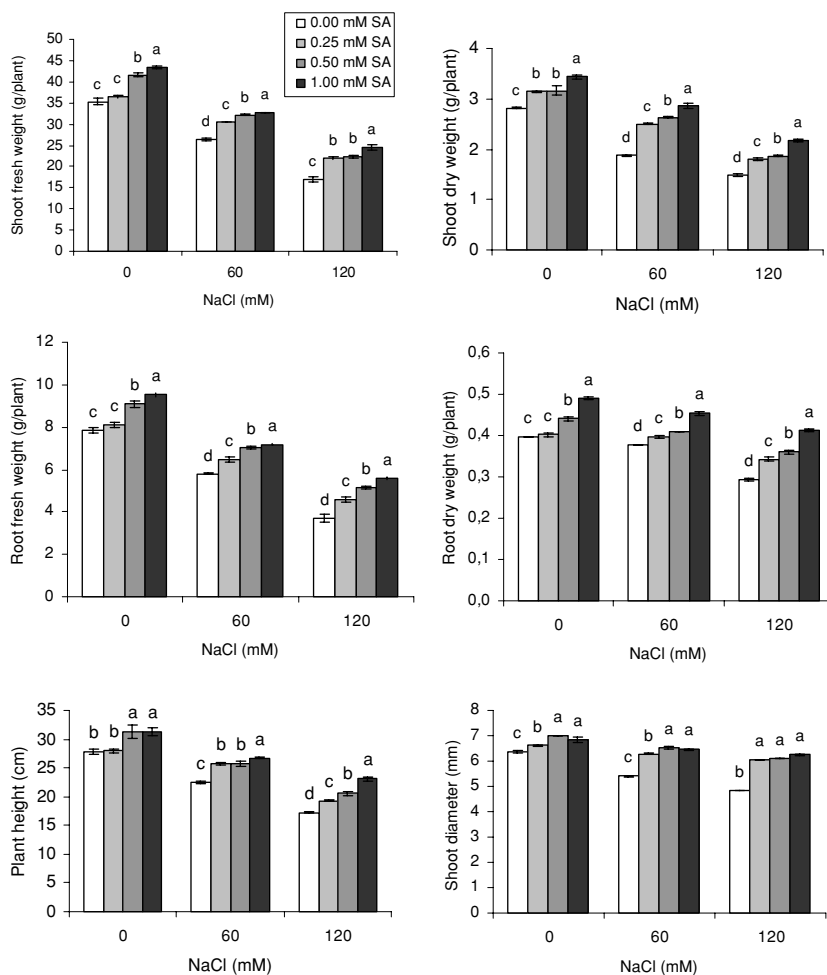 Shoot fresh weight (g/plant)
50
45
40
35
30
25
20
15
10
5
0
c c b a
d c b a
c b b a
0.00 mM SA
0.25 mM SA
0.50 mM SA
1.00 mM SA
0 60 120
NaCl (mM)
Shoot dry weight (g/plant)
4
3
2
1
0
c b b a
d c b a
d c b a
0 60 120
NaCl (mM)
Root fresh weight (g/plant)
12
10
8
6
4
2
0
c c b a
d c b a
d c b a
0 60 120
NaCl (mM)
Root dry weight (g/plant)
0,6
0,5
0,4
0,3
0,2
0,1
0,0
c c b a
d c b a
d c b a
0 60 120
NaCl (mM)
Plant height (cm)
35
30
25
20
15
10
5
0
b b a a
c b b a
d c b a
0 60 120
NaCl (mM)
Shoot diameter (mm)
8
7
6
5
4
3
2
1
0
c b a a
c b a a
b a a a
0 60 120
NaCl (mM)